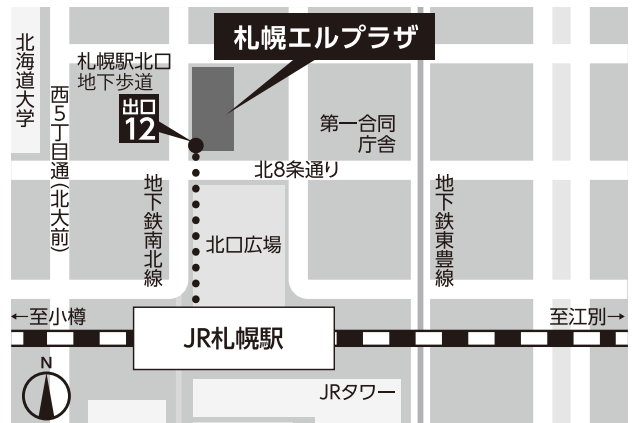 札幌エルプラザ
北海道大学
札幌駅北口
地下歩道
西5丁目通(北大前)
出口
12
第一合同
庁舎
北8条通り
地下鉄南北線
地下鉄東豊線
北口広場
←至小樽
至江別→
JR札幌駅
N
JRタワー